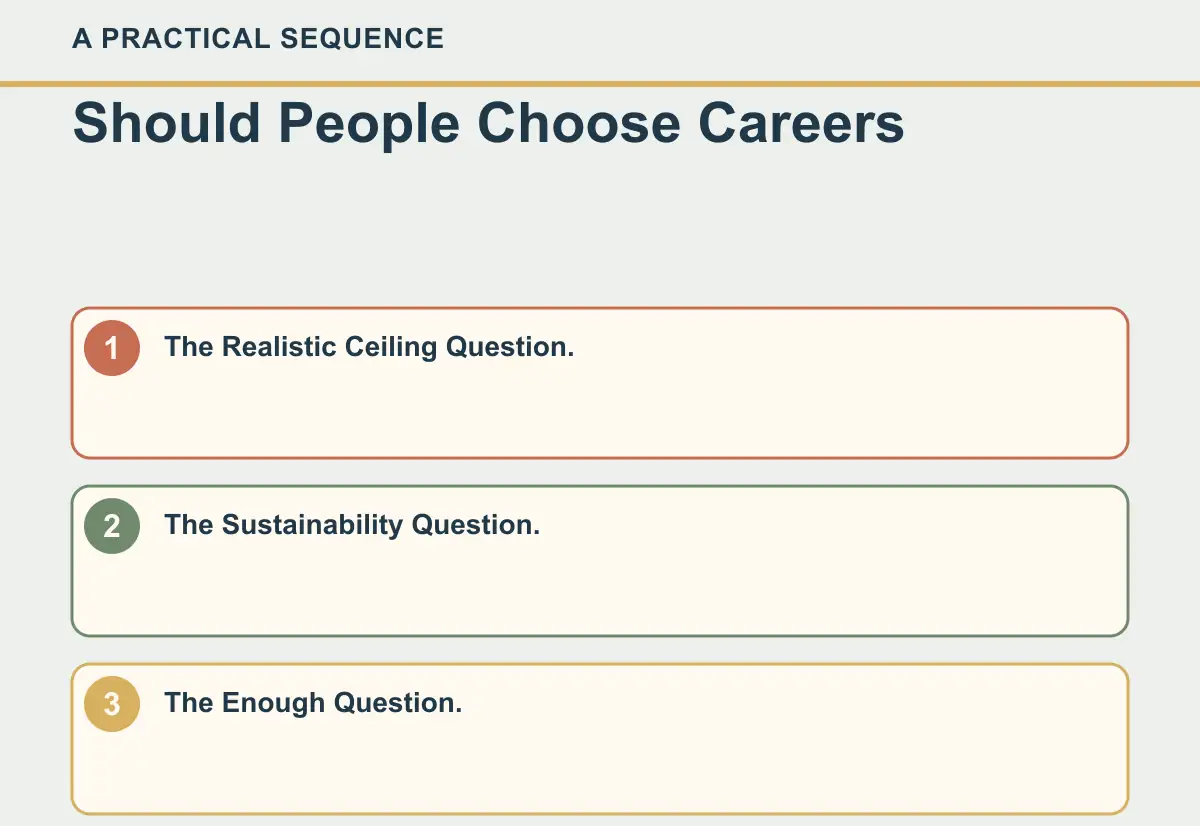 A PRACTICAL SEQUENCE
Should People Choose Careers
1
The Realistic Ceiling Question.
2
The Sustainability Question.
3
The Enough Question.